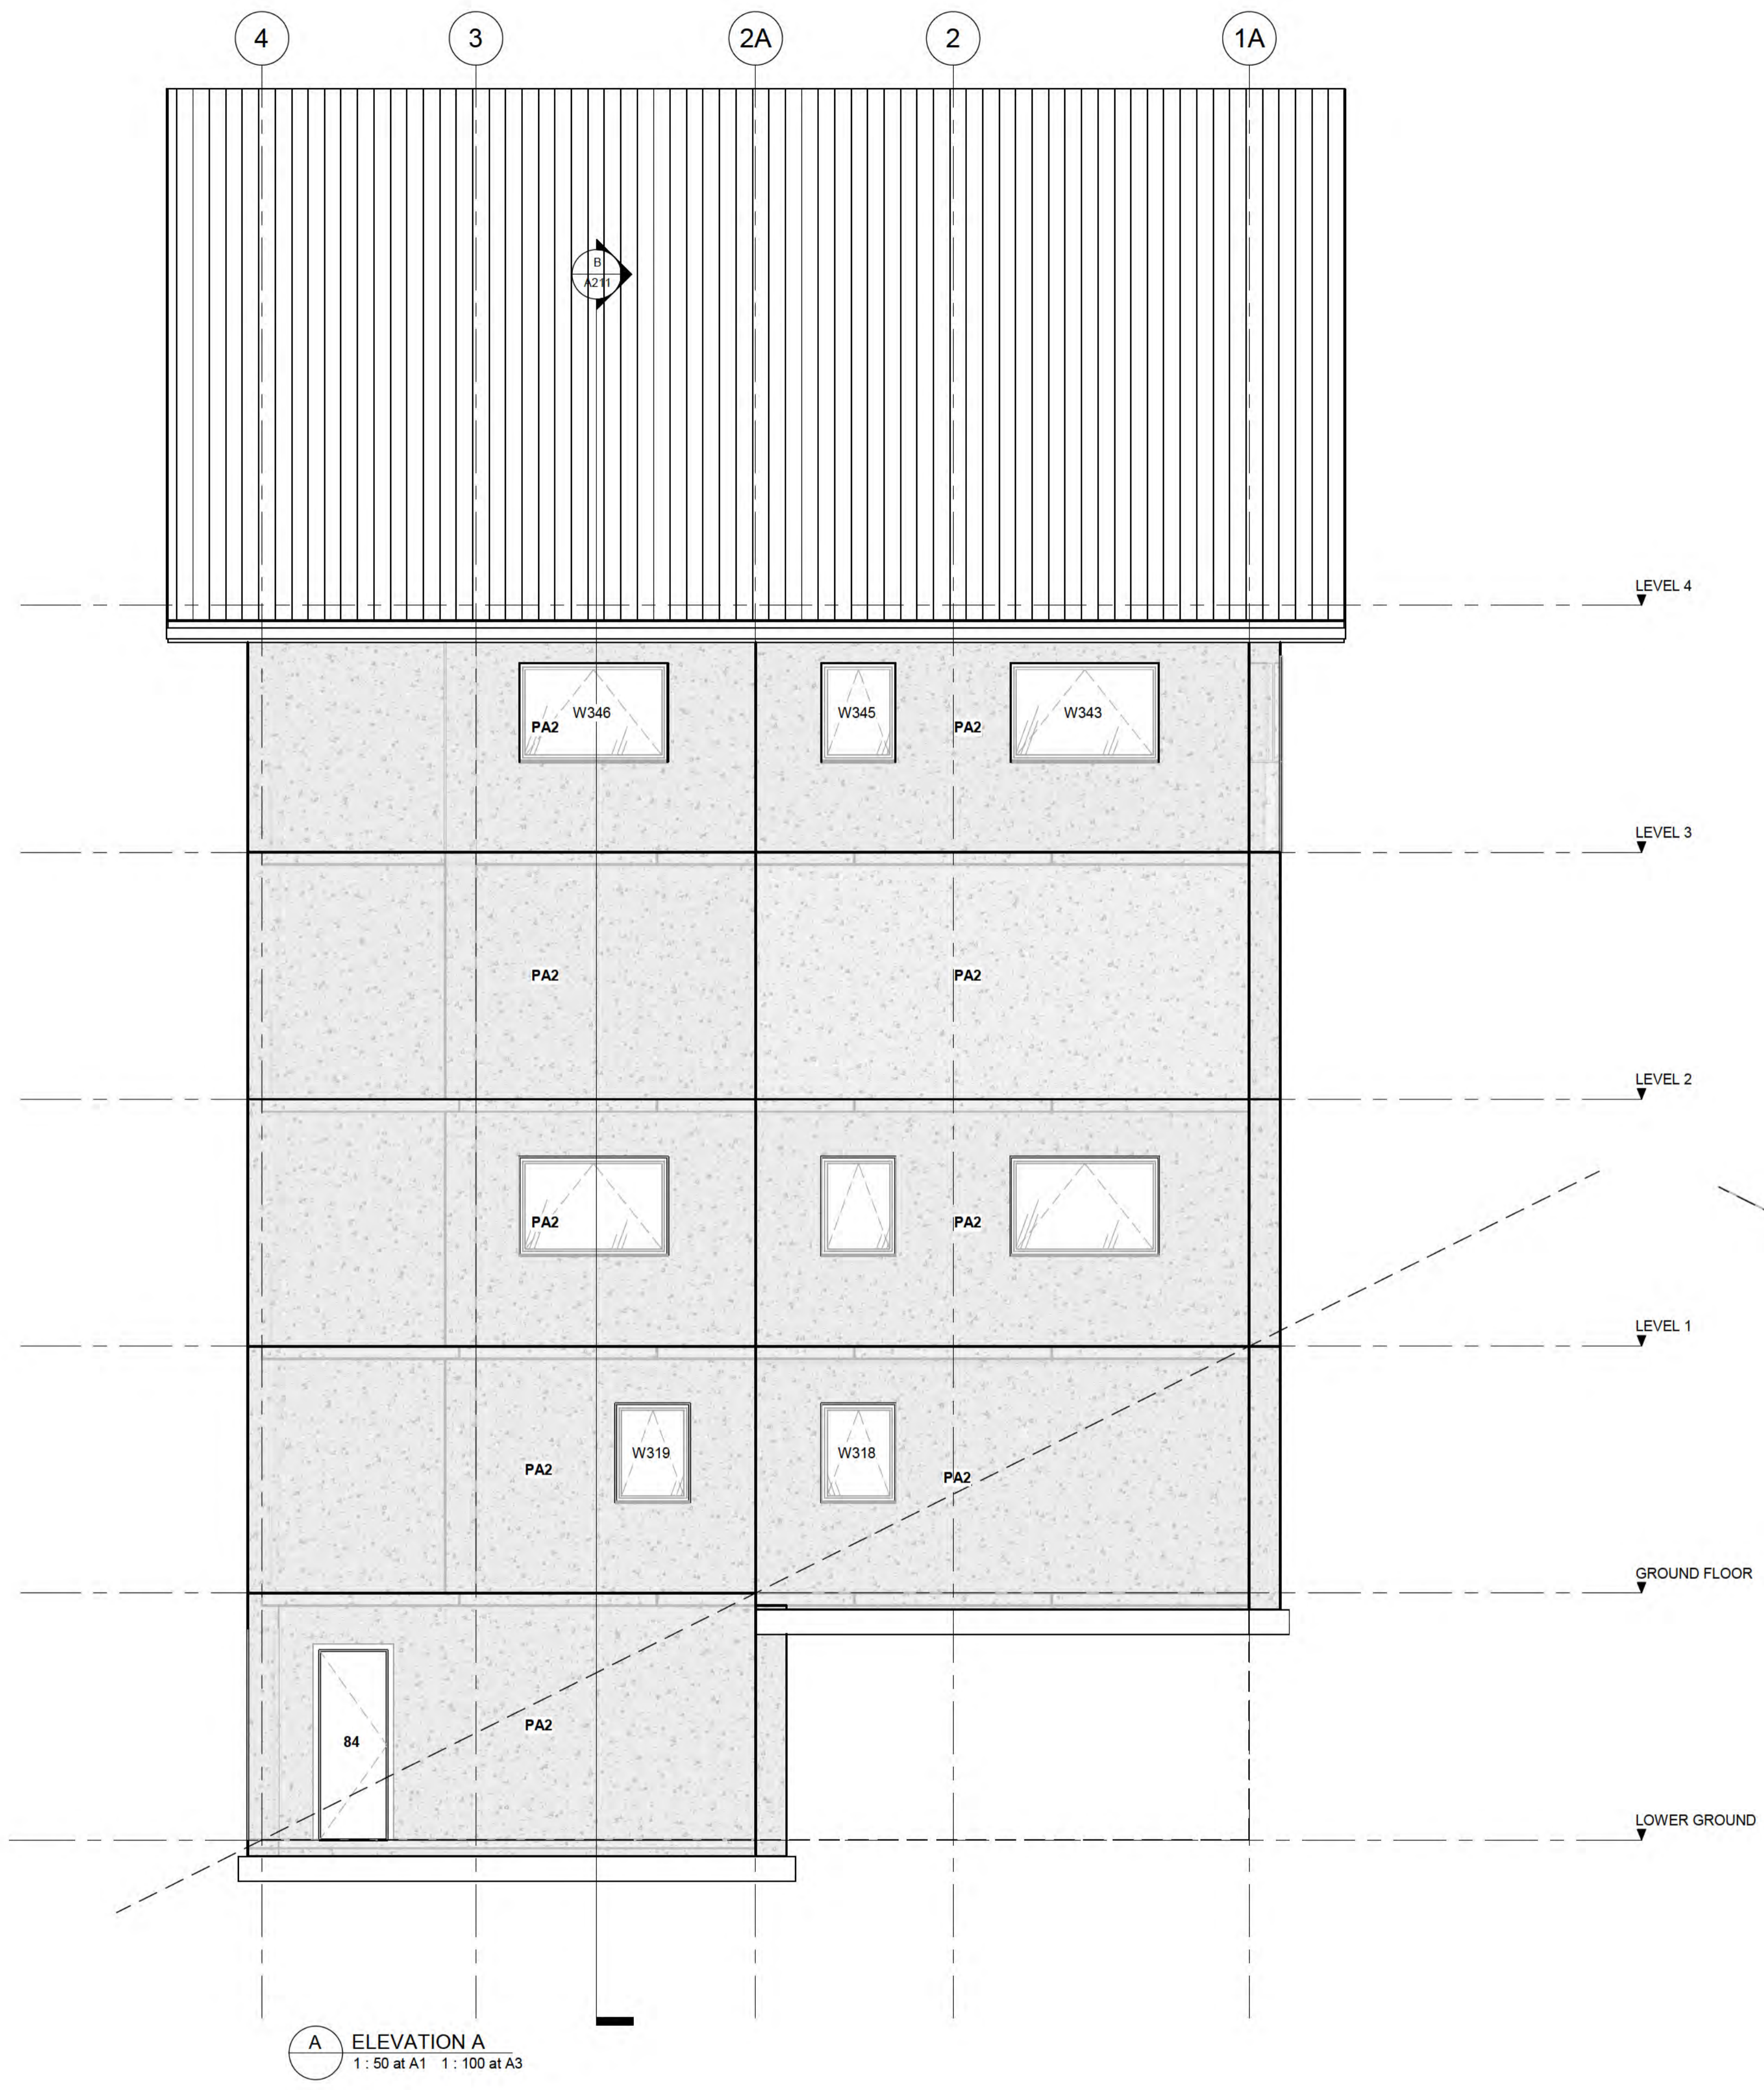 4
3
2A
2
1A
B
A211
LEVEL 4
W346
W345
W343
PA2
PA2
LEVEL 3
PA2
PA2
LEVEL 2
PA2
PA2
LEVEL 1
W319
W318
PA2
PA2
GROUND FLOOR
PA2
84
LOWER GROUND
A
ELEVATION A
1 : 50 at A1 1 : 100 at A3